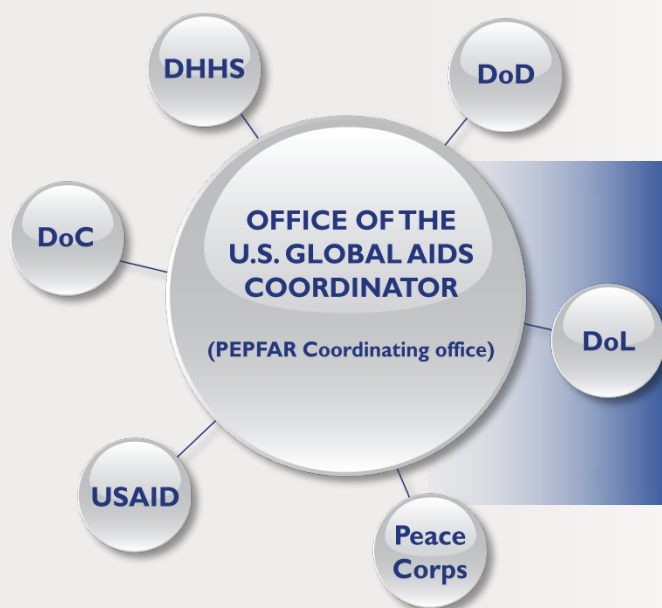 DHHS
DoD
DoC
OFFICE OF THE
U.S. GLOBAL AIDS
COORDINATOR
(PEPFAR Coordinating office)
DoL
USAID
Peace
Corps